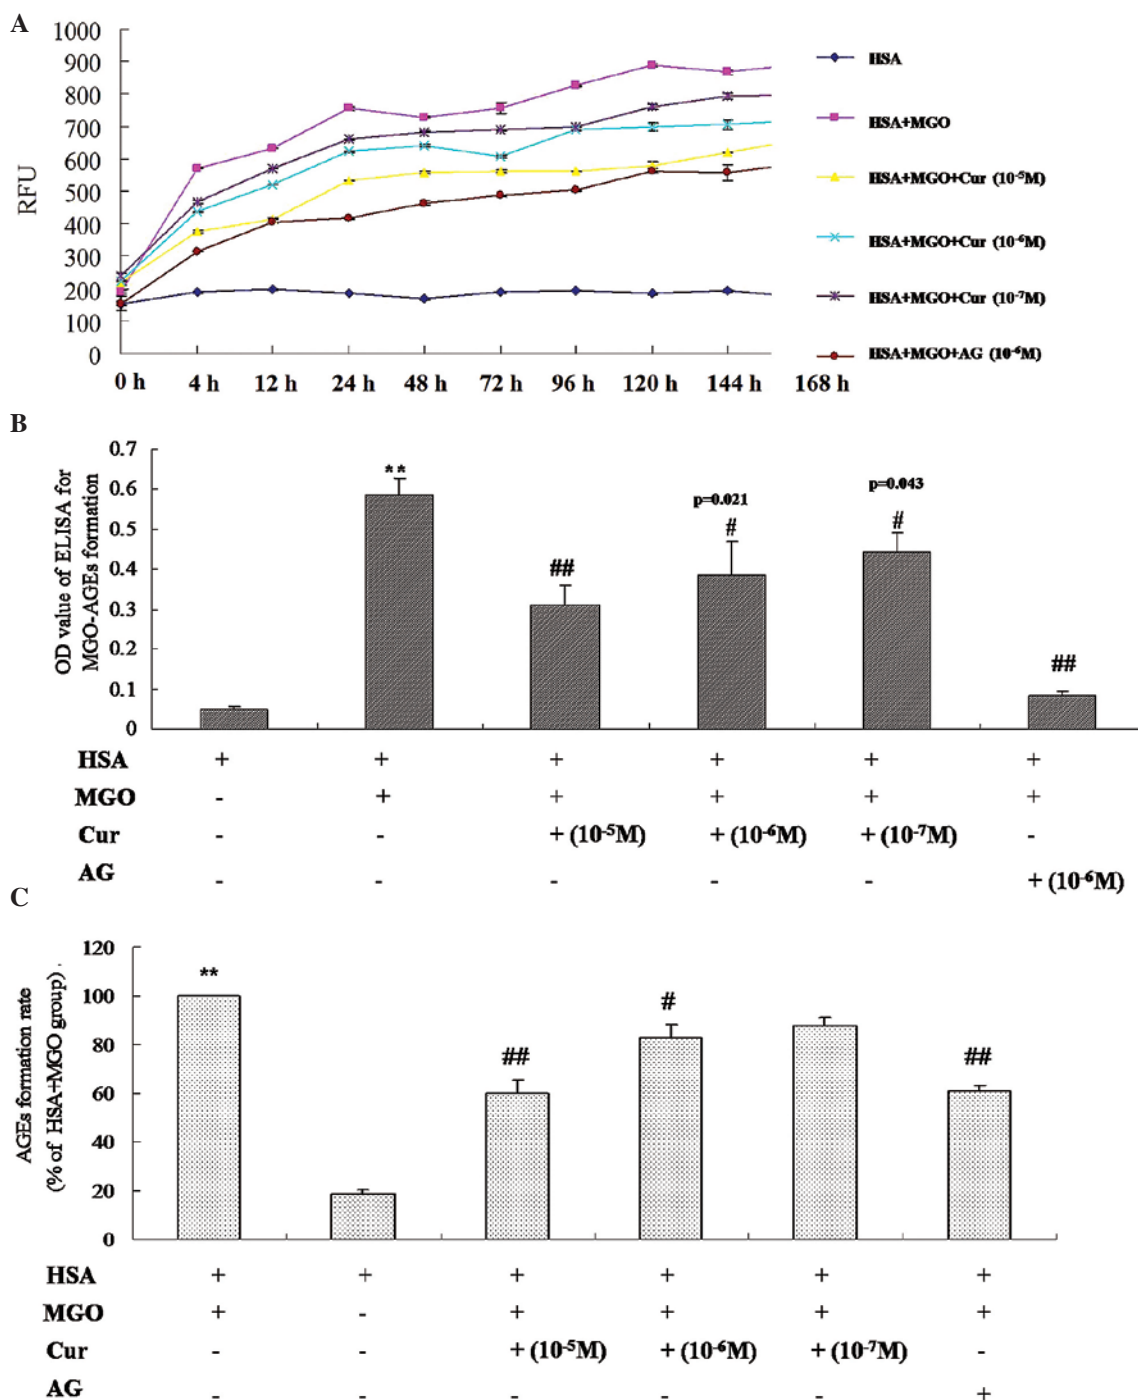 A
1000
900
800
700
600
500
400
300
200
100
0
RFU
0 h 4 h 12 h 24 h 48 h 72 h 96 h 120 h 144 h 168 h
HSA
HSA+MGO
HSA+MGO+Cur (10⁻⁵M)
HSA+MGO+Cur (10⁻⁶M)
HSA+MGO+Cur (10⁻⁷M)
HSA+MGO+AG (10⁻⁶M)
B
OD value of ELISA for
MGO-AGEs formation
0.7
0.6
0.5
0.4
0.3
0.2
0.1
0
**
##
p=0.021
#
p=0.043
#
##
HSA + + + + + +
MGO - + + + + +
Cur - - + (10⁻⁵M) + (10⁻⁶M) + (10⁻⁷M) -
AG - - - - - + (10⁻⁶M)
C
AGEs formation rate
(% of HSA+MGO group) .
120
100
80
60
40
20
0
**
##
#
##
HSA + + + + + +
MGO + - + + + +
Cur - - + (10⁻⁵M) + (10⁻⁶M) + (10⁻⁷M) -
AG - - - - - +